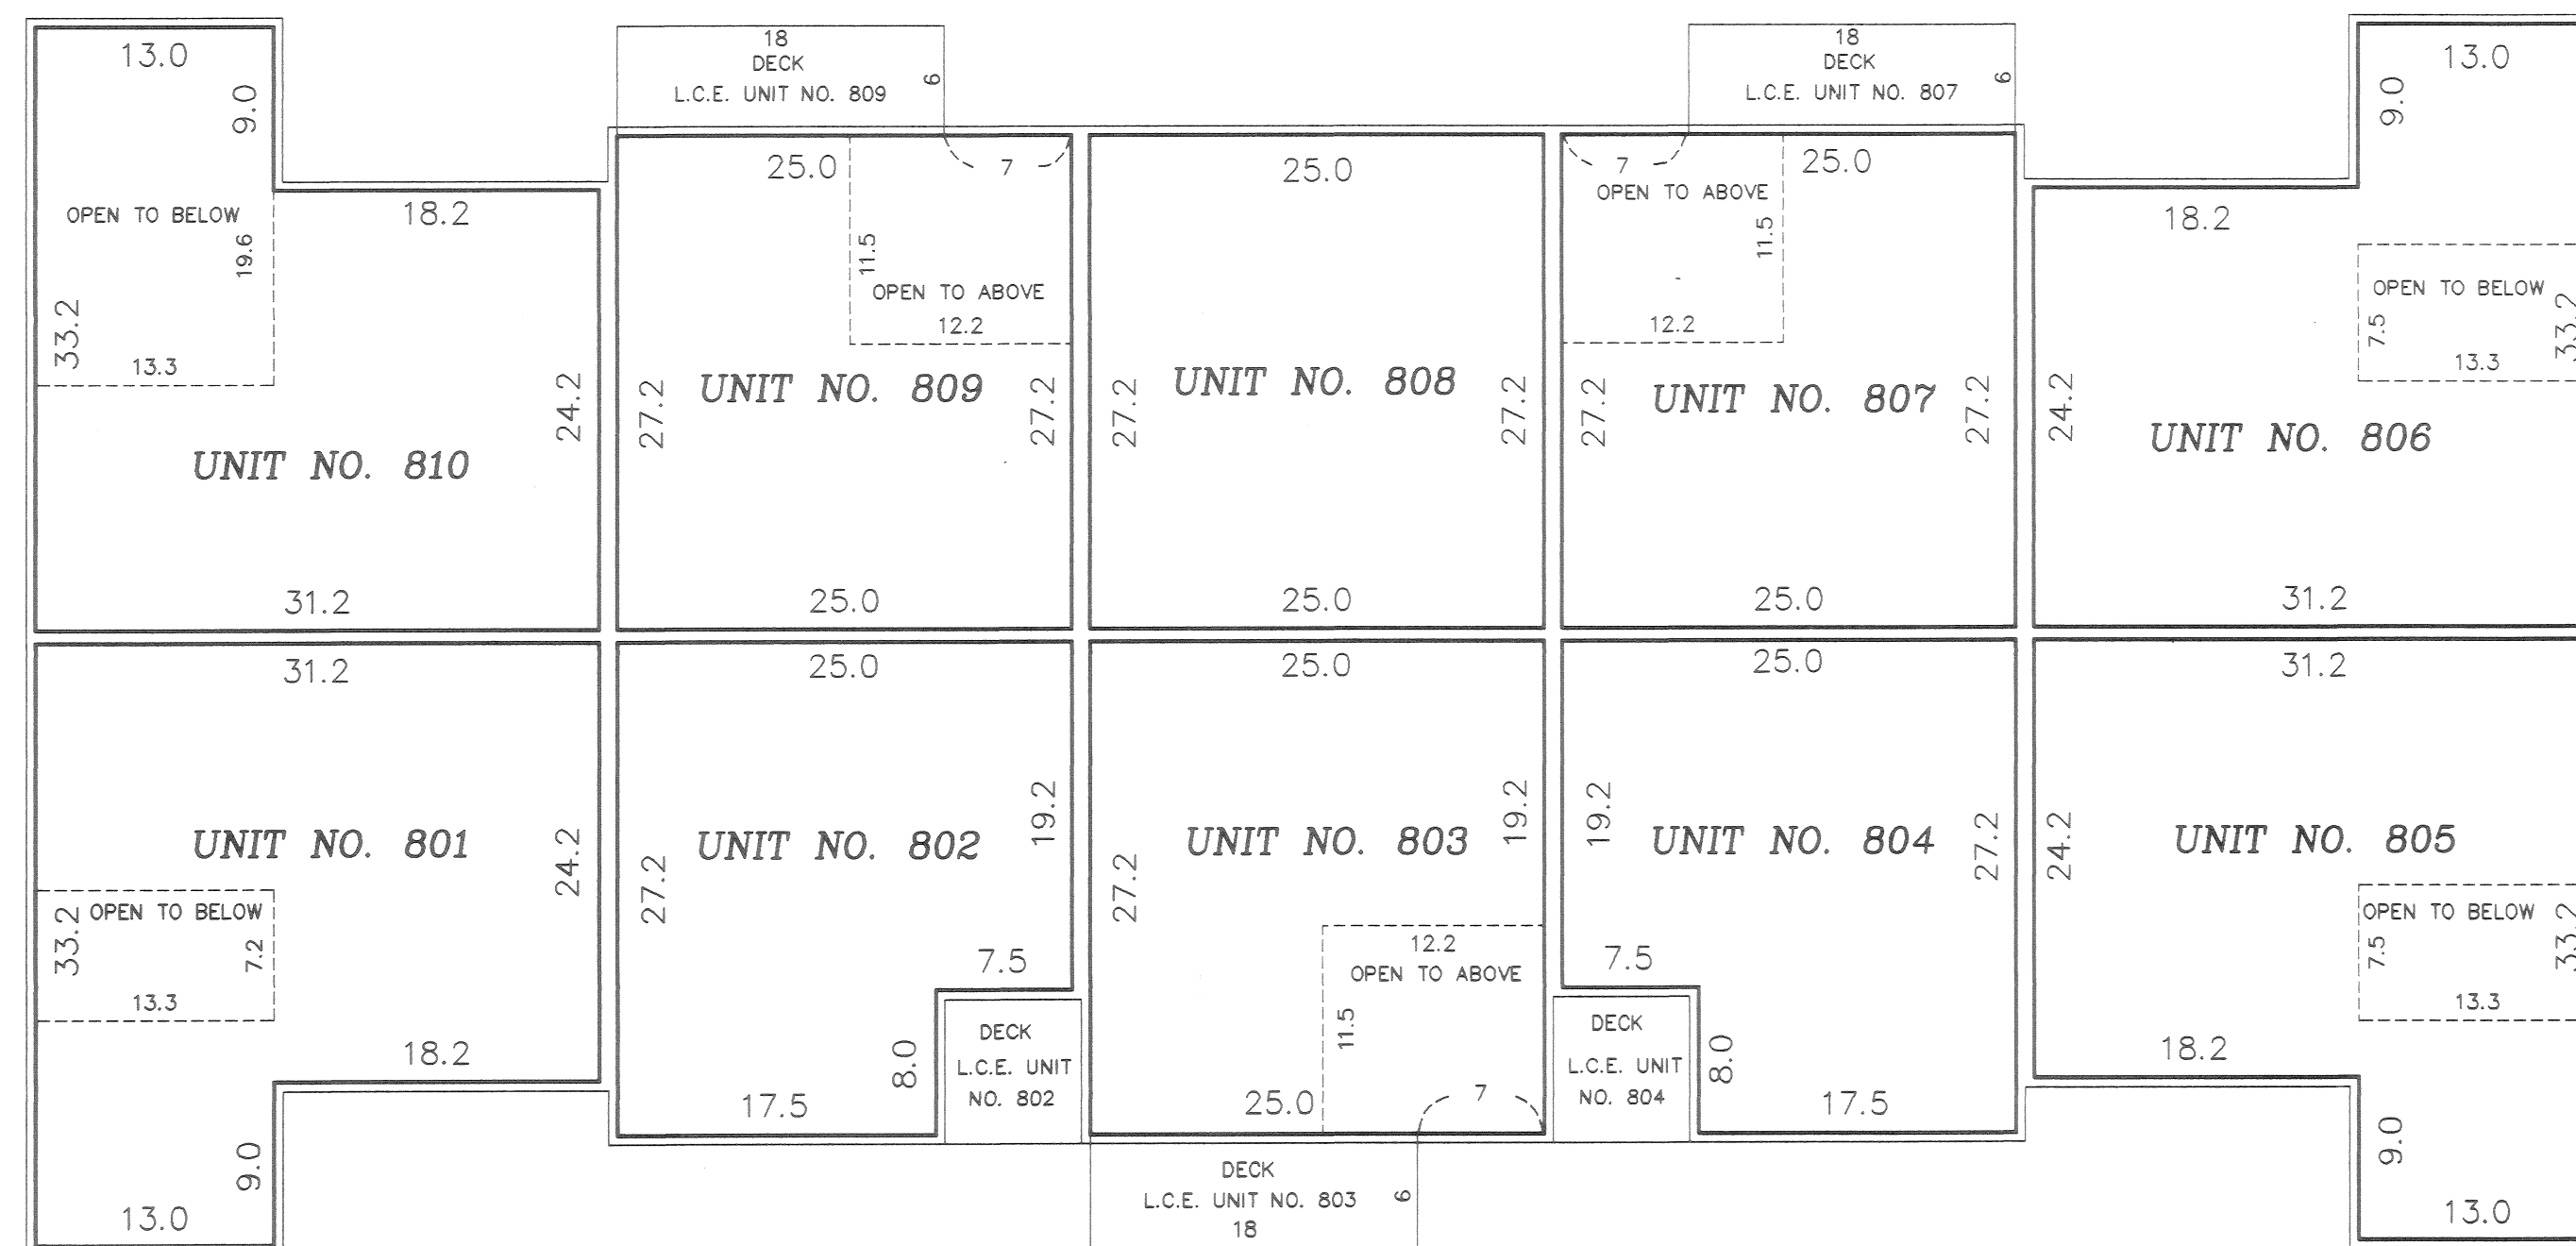 18
DECK
L.C.E. UNIT NO. 809
6
18
DECK
L.C.E. UNIT NO. 807
6
13.0
9.0
OPEN TO BELOW
19.6
13.3
33.2
18.2
24.2
UNIT NO. 810
31.2
25.0
7
11.5
OPEN TO ABOVE
12.2
27.2
UNIT NO. 809
27.2
25.0
25.0
27.2
UNIT NO. 808
27.2
25.0
7
25.0
OPEN TO ABOVE
11.5
12.2
27.2
UNIT NO. 807
27.2
25.0
13.0
9.0
18.2
OPEN TO BELOW
7.5
13.3
33.2
24.2
UNIT NO. 806
31.2
31.2
UNIT NO. 801
24.2
33.2
OPEN TO BELOW
7.2
13.3
18.2
9.0
13.0
25.0
19.2
UNIT NO. 802
27.2
7.5
8.0
17.5
DECK
L.C.E. UNIT
NO. 802
25.0
19.2
UNIT NO. 803
27.2
12.2
OPEN TO ABOVE
11.5
25.0
7
DECK
L.C.E. UNIT NO. 803
6
18
25.0
19.2
UNIT NO. 804
27.2
7.5
DECK
L.C.E. UNIT
NO. 804
8.0
17.5
31.2
UNIT NO. 805
24.2
OPEN TO BELOW
7.5
13.3
33.2
18.2
9.0
13.0